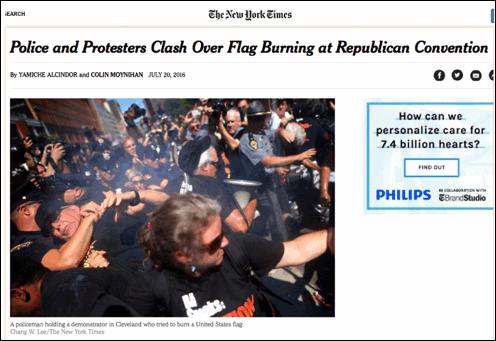 SEARCH
The New York Times
Police and Protesters Clash Over Flag Burning at Republican Convention
By YAMICHE ALCINDOR and COLIN MOYNIHAN JULY 20, 2016
How can we
personalize care for
7.4 billion hearts?
FIND OUT
PHILIPS
IN COLLABORATION WITH
TBrandStudio
A policeman holding a demonstrator in Cleveland who tried to burn a United States flag.
Chang W. Lee/The New York Times